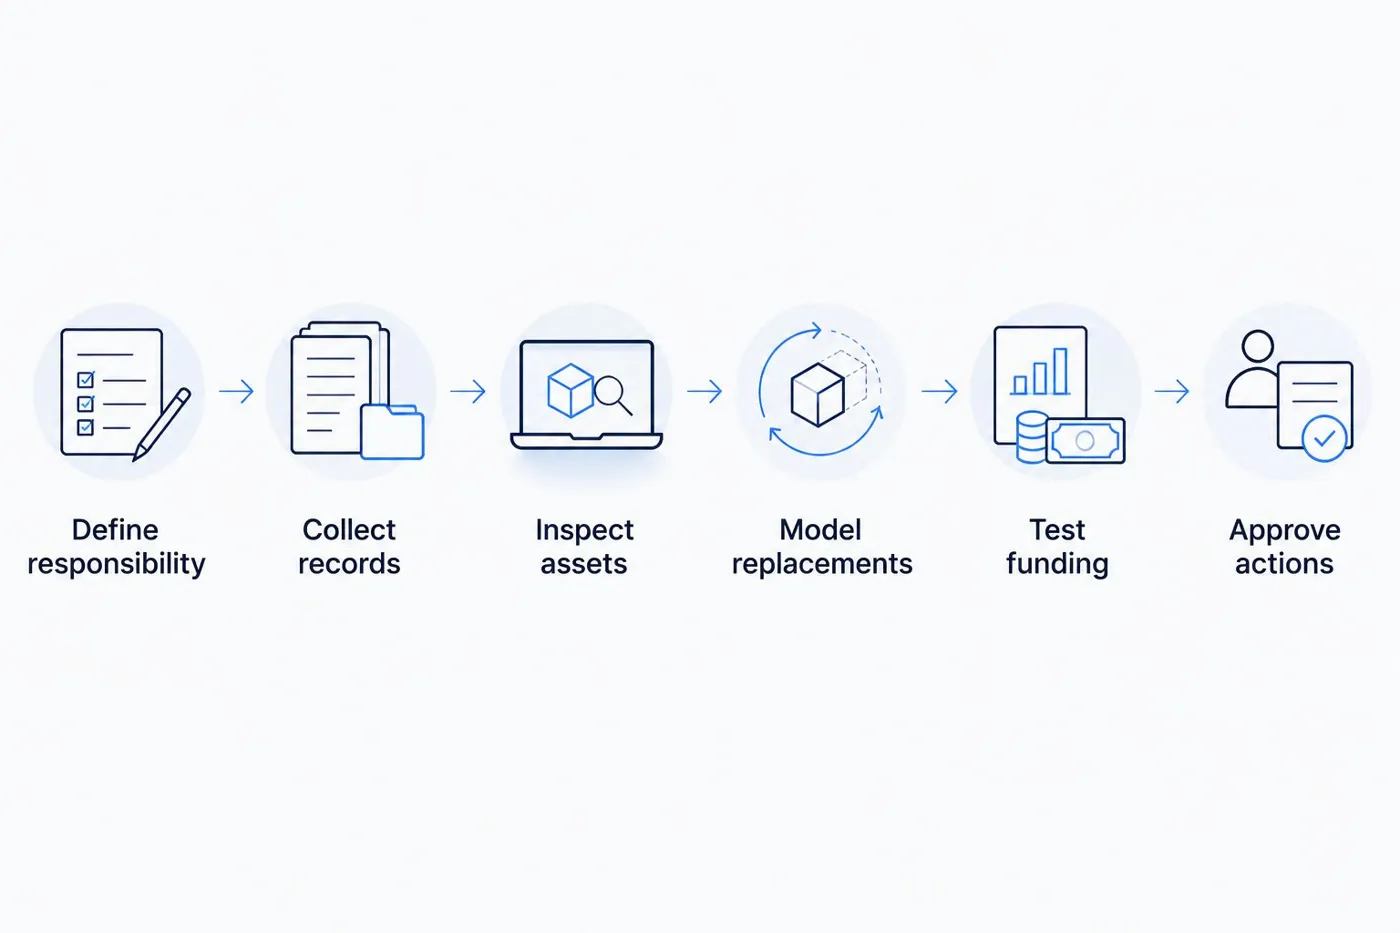 Define
responsibility
Collect
records
Inspect
assets
Model
replacements
Test
funding
Approve
actions